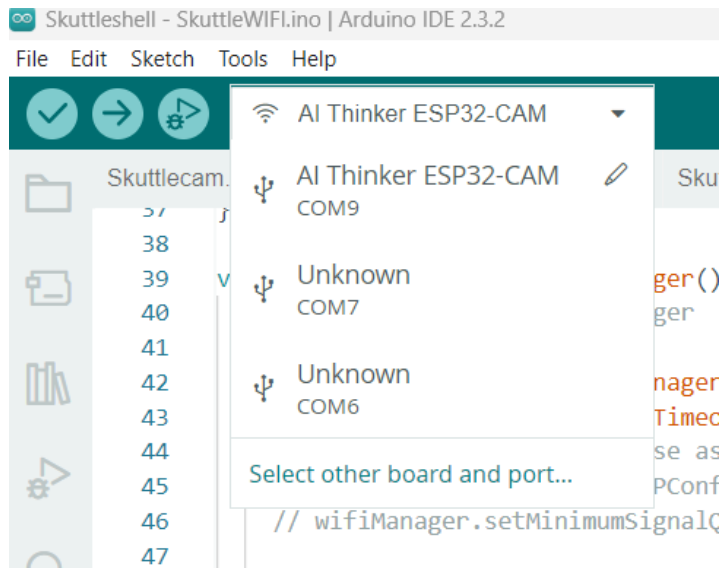 Skuttleshell - SkuttleWIFI.ino | Arduino IDE 2.3.2
File Edit Sketch Tools Help
AI Thinker ESP32-CAM
Skuttlecam.
AI Thinker ESP32-CAM
COM9
Sku
37 }
38
39 v
ger()
Unknown
COM7
40
ger
41
Unknown
COM6
42
nager
43
Timeo
44
se as
Select other board and port...
45
PConf
46 // wifiManager.setMinimumSignalQ
47